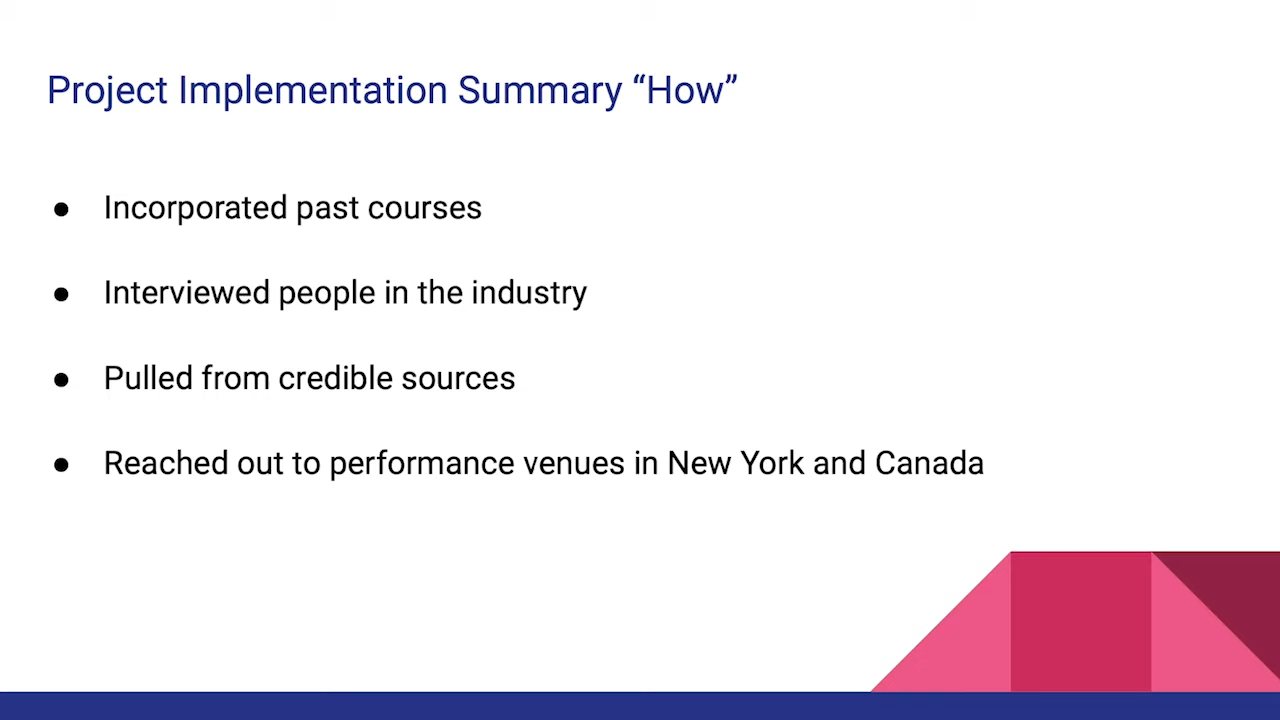 Project Implementation Summary “How”
● Incorporated past courses
● Interviewed people in the industry
● Pulled from credible sources
● Reached out to performance venues in New York and Canada